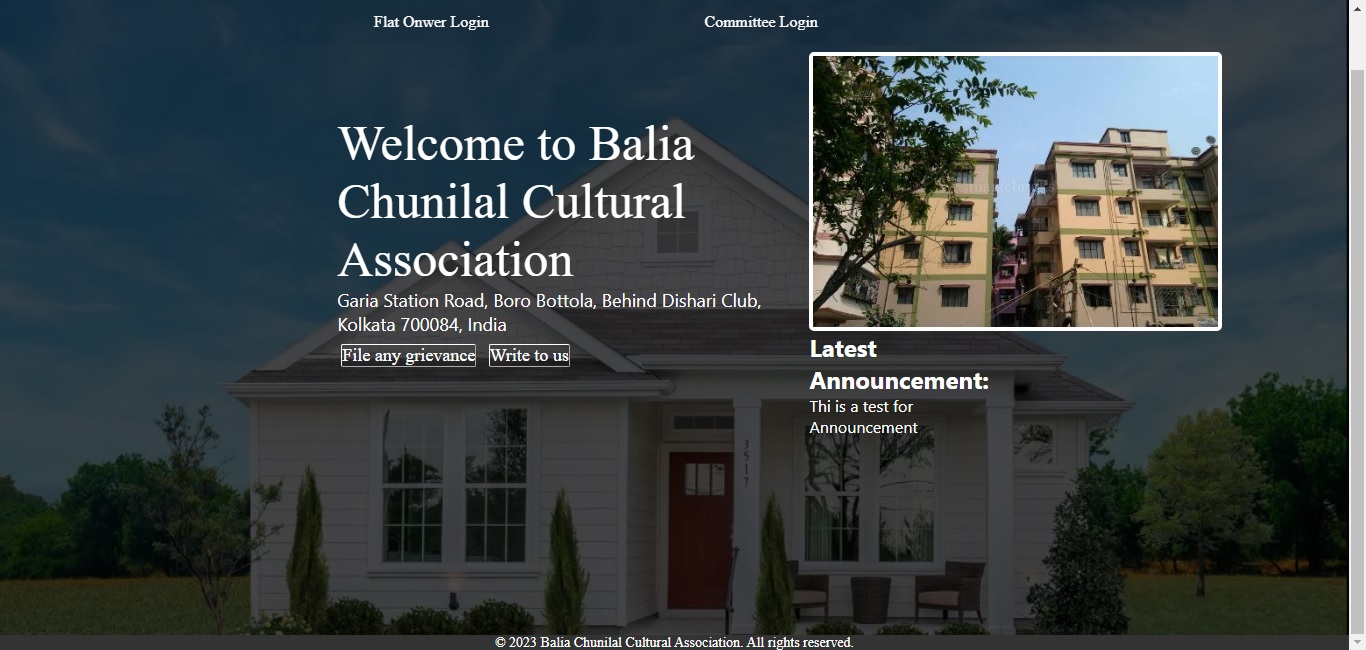 Flat Onwer Login
Committee Login
Welcome to Balia
Chunilal Cultural
Association
Garia Station Road, Boro Bottola, Behind Dishari Club,
Kolkata 700084, India
File any grievance
Write to us
Latest
Announcement:
Thi is a test for
Announcement
3517
© 2023 Balia Chunilal Cultural Association. All rights reserved.